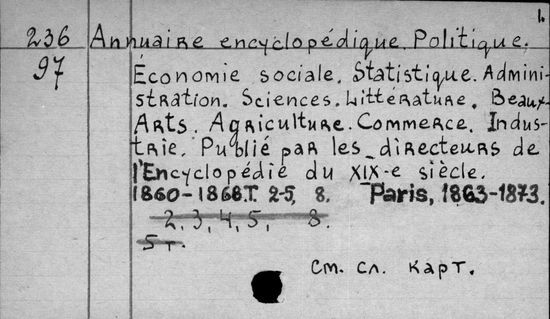 1.
236 Annuaire encyclopédique. Politique.
97 Économie sociale. Statistique. Admini-
stration. Sciences. Littérature. Beaux-
Arts. Agriculture. Commerce. Indus-
trie. Publié par les directeurs de
l'Encyclopédie du XIX-e siècle.
1860-1868. T. 2-5, 8. Paris, 1863-1873.
2, 3, 4, 5, 8.
5 т.
См. сл. карт.